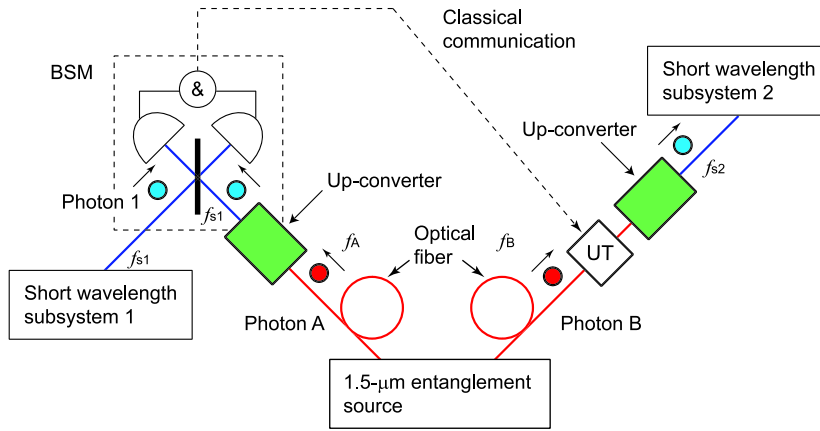 Classical
communication
BSM
&
Short wavelength
subsystem 2
Up-converter
fs2
Photon 1
fs1
Up-converter
fs1
fA
Optical
fiber
fB
UT
Short wavelength
subsystem 1
Photon A
Photon B
1.5-μm entanglement
source